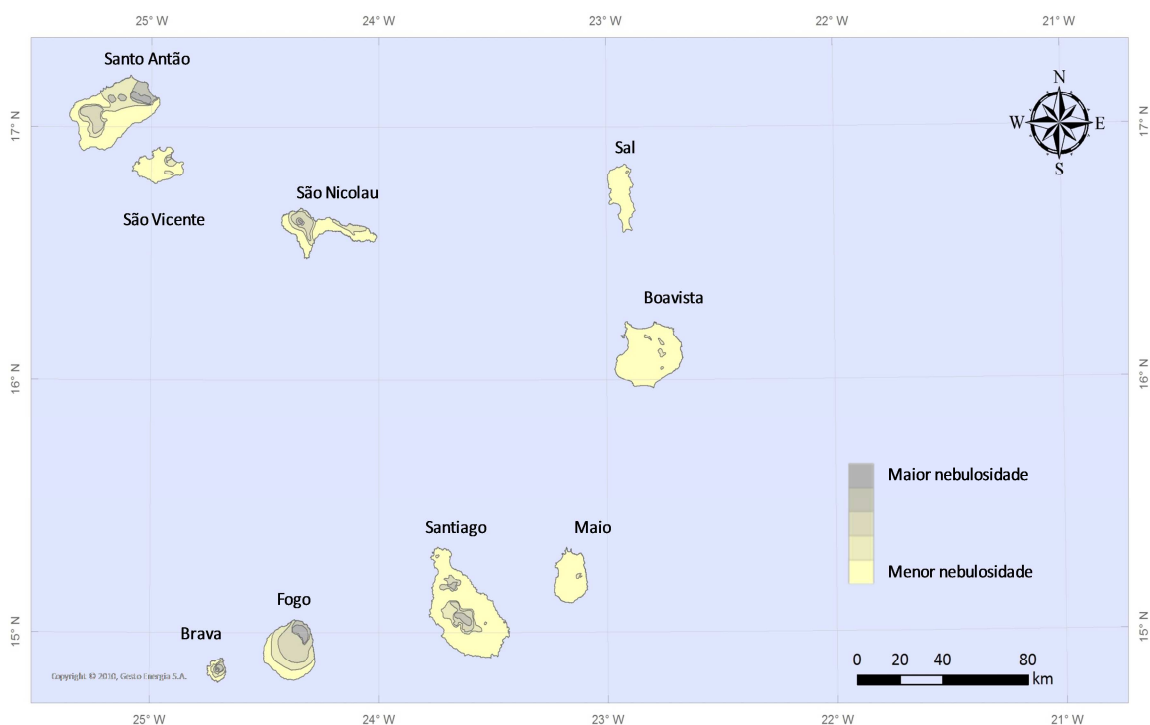 25° W 24° W 23° W 22° W 21° W
Santo Antão
N
17° N
W E
17° N
Sal
S
São Nicolau
São Vicente
Boavista
16° N
16° N
Maior nebulosidade
Santiago
Maio
Menor nebulosidade
Fogo
15° N
Brava
15° N
0 20 40 80
km
Copyright © 2010, Gesto Energia S.A.
25° W 24° W 23° W 22° W 21° W